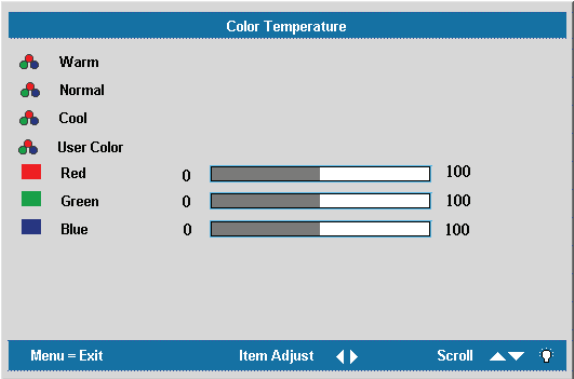 Color Temperature
Warm
Normal
Cool
User Color
Red 0 100
Green 0 100
Blue 0 100
Menu = Exit Item Adjust Scroll